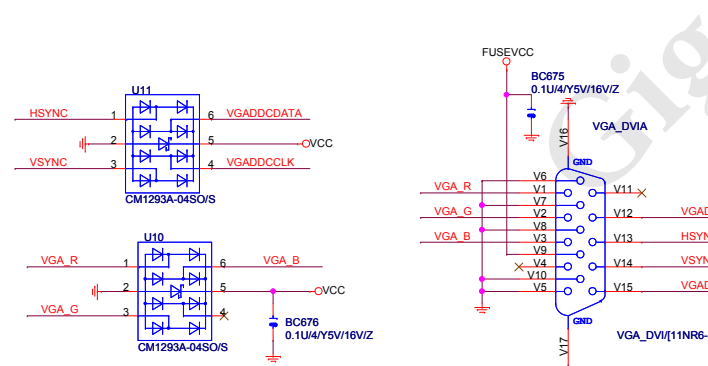 U11
HSYNC 1 6 VGADDCDATA
2 5 VCC
VSYNC 3 4 VGADDCCLK
CM1293A-04SO/S
U10
VGA_R 1 6 VGA_B
2 5 VCC
VGA_G 3 4
BC676
0.1U/4/Y5V/16V/Z
CM1293A-04SO/S
FUSEVCC
BC675
0.1U/4/Y5V/16V/Z
VGA_DVIA
V16
GND
V6
VGA_R V1 V11
V7
VGA_G V2 V12 VGAD
V8
VGA_B V3 V13 HSYN
V9
V4 V14 VSYN
V10
V5 V15 VGAD
GND
VGA_DVI/[11NR6-
V17
Gig